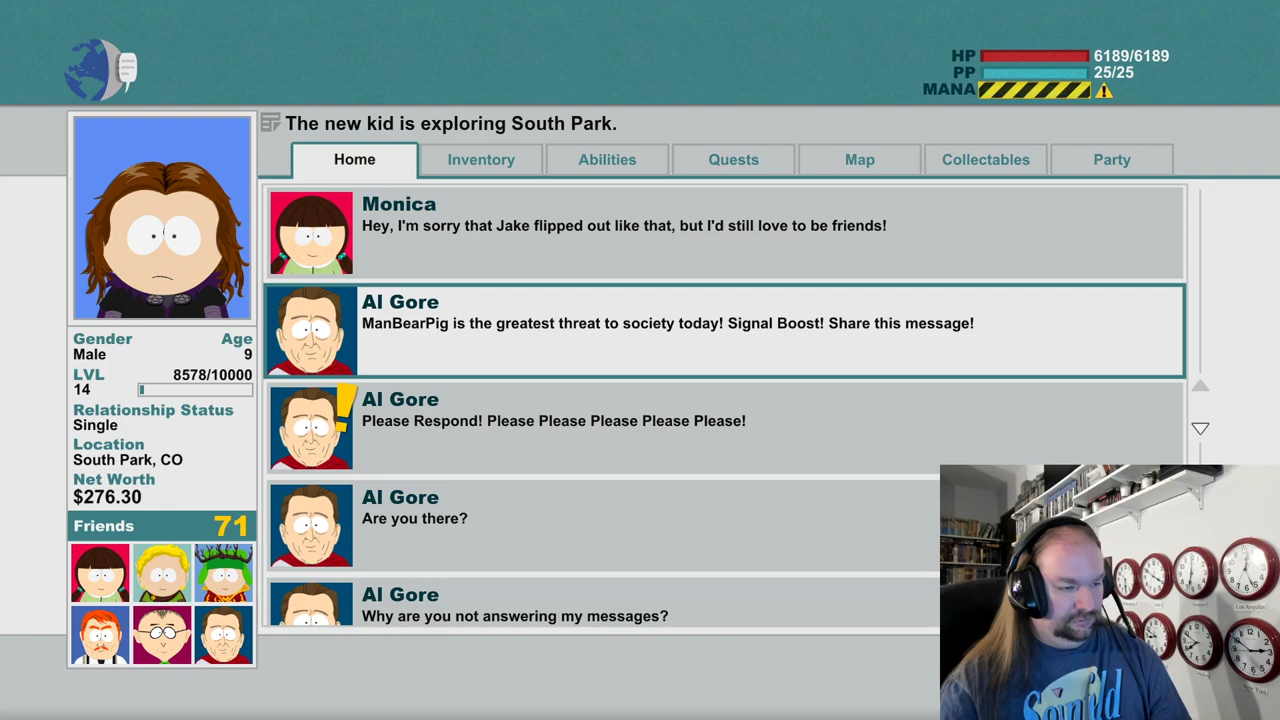 HP 6189/6189
PP 25/25
MANA
The new kid is exploring South Park.
Home Inventory Abilities Quests Map Collectables Party
Monica
Hey, I'm sorry that Jake flipped out like that, but I'd still love to be friends!
Al Gore
ManBearPig is the greatest threat to society today! Signal Boost! Share this message!
Al Gore
Please Respond! Please Please Please Please Please!
Al Gore
Are you there?
Al Gore
Why are you not answering my messages?
Gender Age
Male 9
LVL 8578/10000
14
Relationship Status
Single
Location
South Park, CO
Net Worth
$276.30
Friends 71
Los Angeles
New York